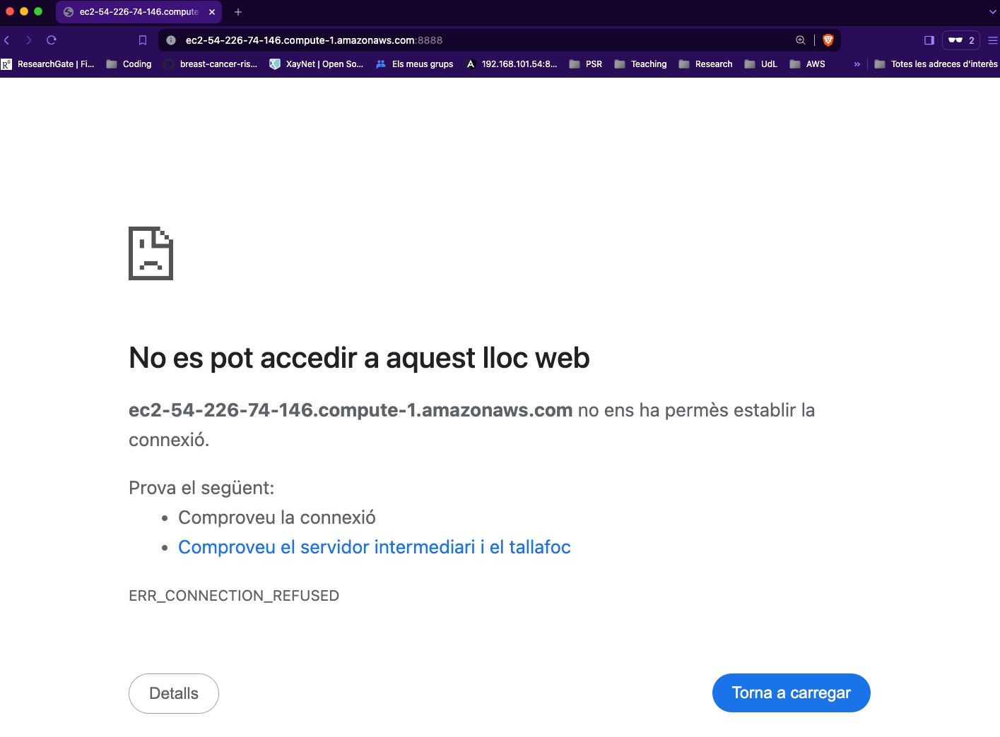 ec2-54-226-74-146.compute
ec2-54-226-74-146.compute-1.amazonaws.com:8888
2
ResearchGate | Fi...
Coding
breast-cancer-ris...
XayNet | Open So...
Els meus grups
192.168.101.54:8...
PSR
Teaching
Research
UdL
AWS
»
Totes les adreces d'interès
No es pot accedir a aquest lloc web
ec2-54-226-74-146.compute-1.amazonaws.com no ens ha permès establir la
connexió.
Prova el següent:
• Comproveu la connexió
• Comproveu el servidor intermediari i el tallafoc
ERR_CONNECTION_REFUSED
Detalls
Torna a carregar